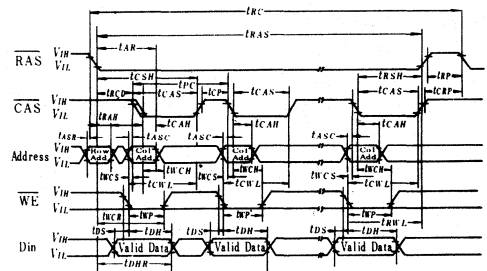 tRC
tRAS
tAR
RAS VIH
VIL
tCSH tPC tRSH tRP
tRCD tCAS tCP tCAS tCAS tCRP
CAS VIH
VIL
tRAH tCAH tCAH tCAH
tASR tASC tASC tASC
Address VIH
VIL
Row Add Col Add Col Add Col Add
tWCH tWCH tWCH
tWCS tCWL tWCS tCWL tWCS tCWL
WE VIH
VIL
tWCR tWP tWP tWP tRWL
tDS tDH tDS tDH tDS tDH
Din VIH
VIL
Valid Data Valid Data Valid Data
tDHR